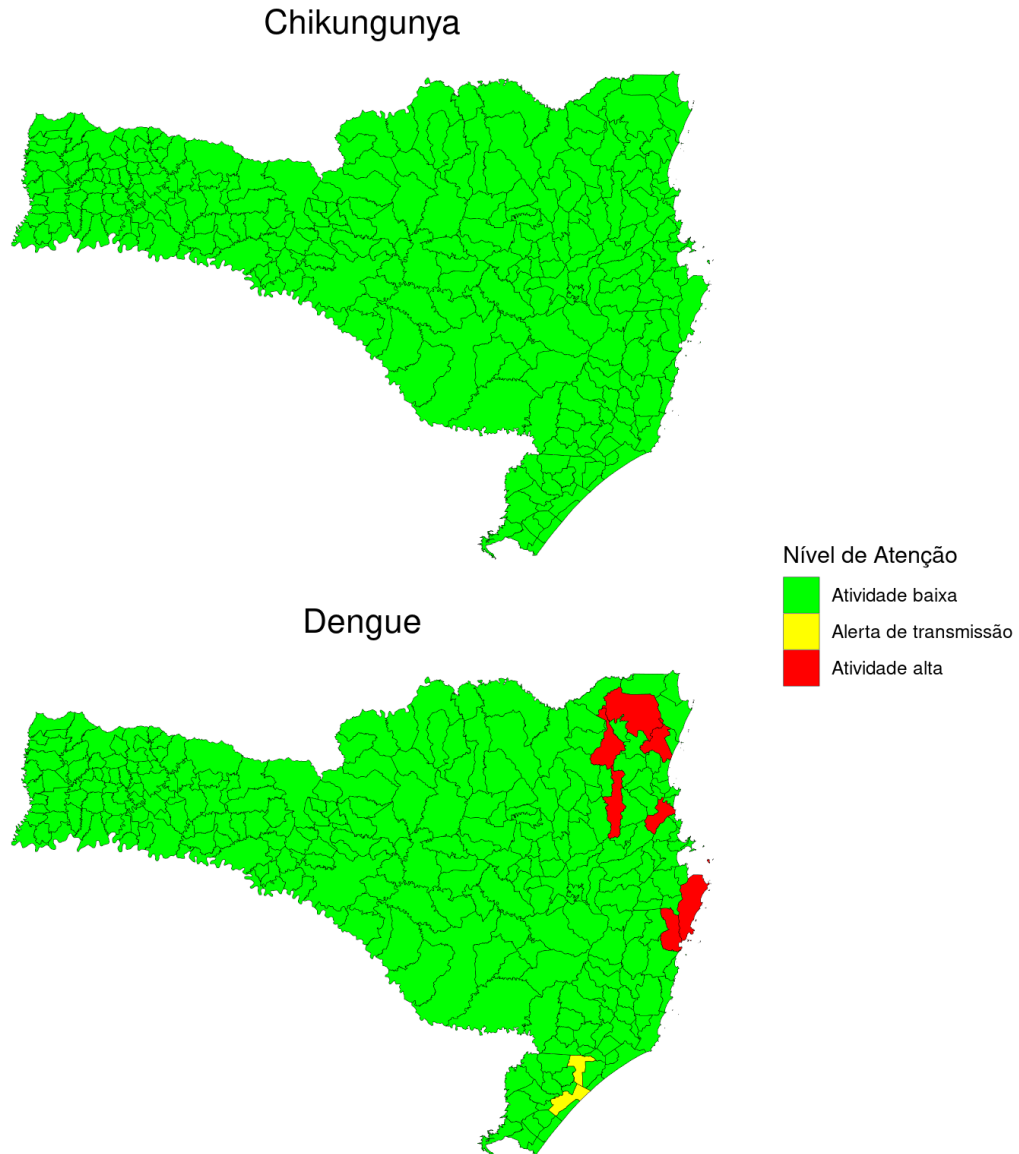 Chikungunya
Nível de Atenção
Atividade baixa
Alerta de transmissão
Atividade alta
Dengue